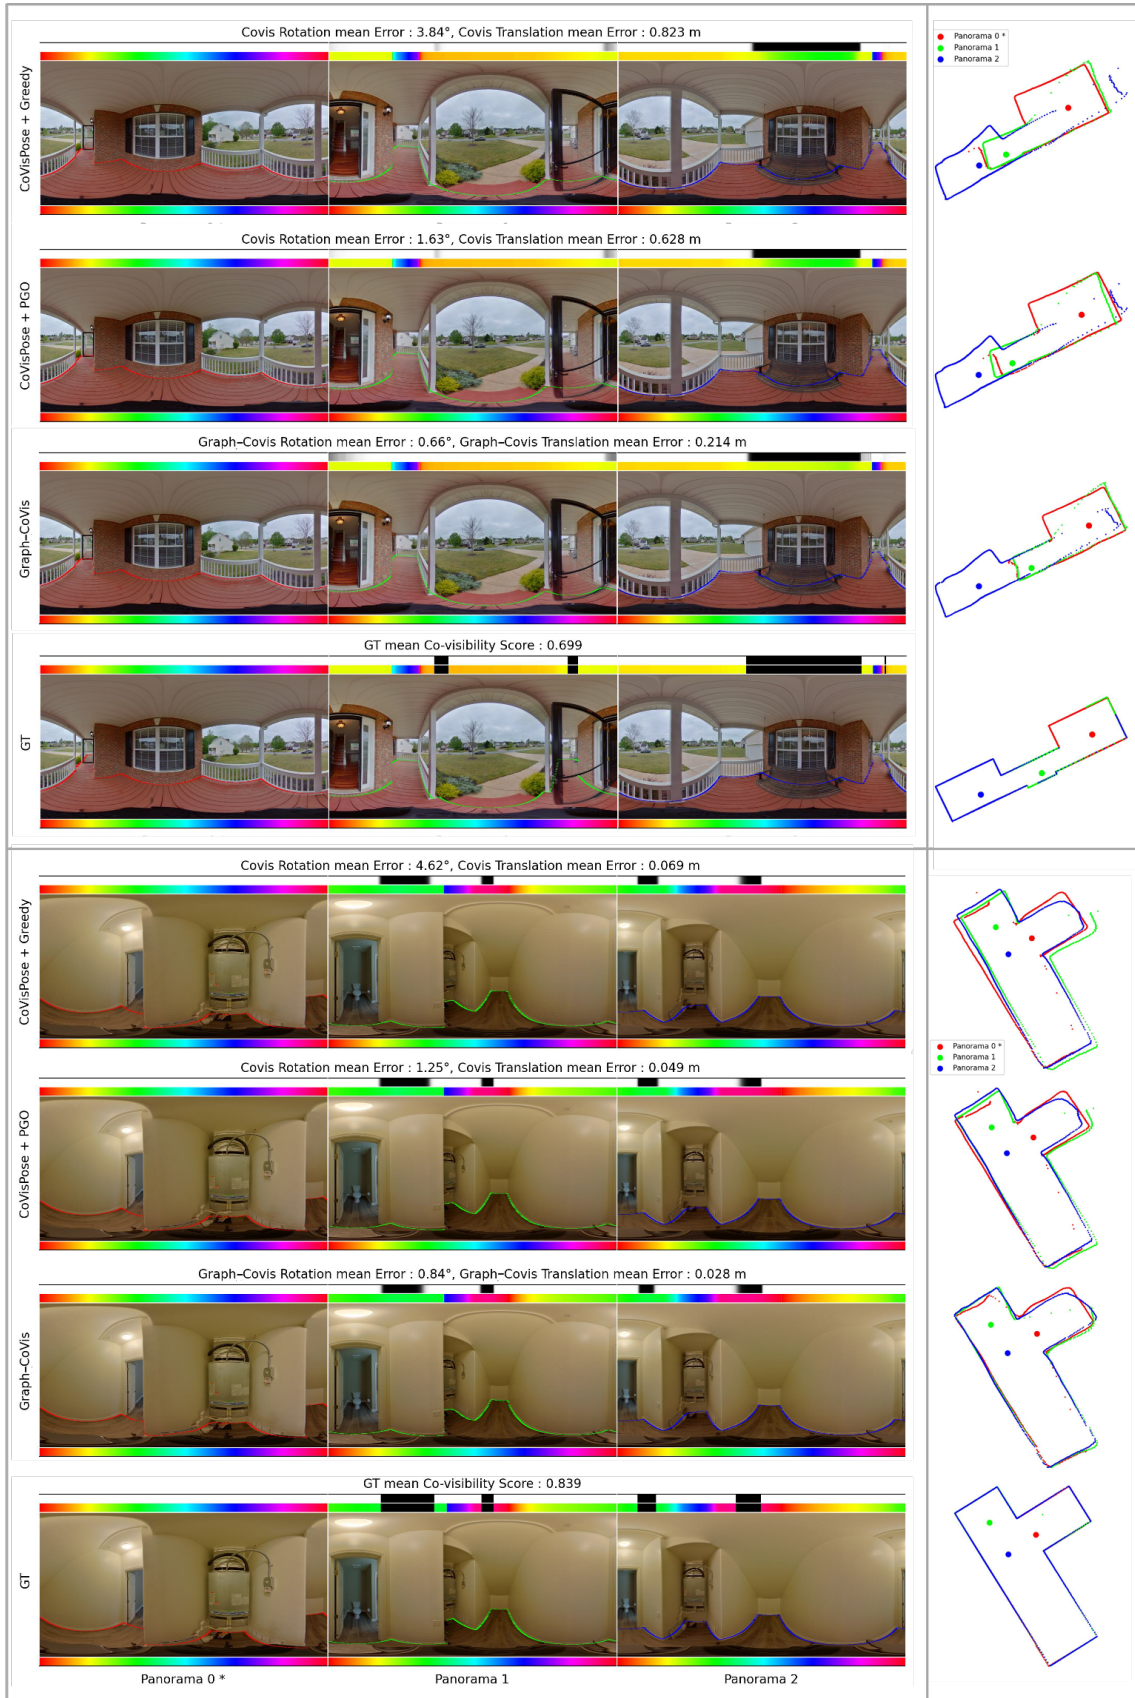 Covis Rotation mean Error : 3.84°, Covis Translation mean Error : 0.823 m
CoVisPose + Greedy
Panorama 0 *
Panorama 1
Panorama 2
Covis Rotation mean Error : 1.63°, Covis Translation mean Error : 0.628 m
CoVisPose + PGO
Graph–Covis Rotation mean Error : 0.66°, Graph–Covis Translation mean Error : 0.214 m
Graph–CoVis
GT mean Co-visibility Score : 0.699
GT
Covis Rotation mean Error : 4.62°, Covis Translation mean Error : 0.069 m
CoVisPose + Greedy
Panorama 0 *
Panorama 1
Panorama 2
Covis Rotation mean Error : 1.25°, Covis Translation mean Error : 0.049 m
CoVisPose + PGO
Graph–Covis Rotation mean Error : 0.84°, Graph–Covis Translation mean Error : 0.028 m
Graph–CoVis
GT mean Co-visibility Score : 0.839
GT
Panorama 0 *
Panorama 1
Panorama 2